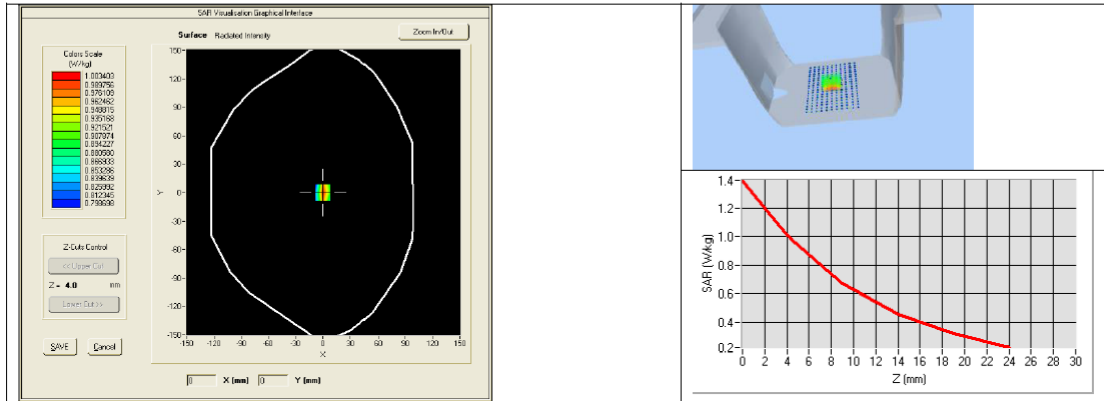 SAR Visualisation Graphical Interface
Surface Radiated Intensity
Zoom In/Out
Colors Scale
(W/kg)
1.003403
0.989756
0.976109
0.962462
0.948815
0.935168
0.921521
0.907874
0.894227
0.880580
0.866933
0.853286
0.839639
0.825992
0.812345
0.798698
Z-Cuts Control
<< Upper Cut
Z - 4.0 mm
Lower Cut >>
SAVE
Cancel
150-
120-
90-
60-
30-
0-
-30-
-60-
-90-
-120-
-150-
Y
-150 -120 -90 -60 -30 0 30 60 90 120 150
X
0 X (mm) 0 Y (mm)
1.4
1.2
1.0
0.8
0.6
0.4
0.2
SAR (W/kg)
0 2 4 6 8 10 12 14 16 18 20 22 24 26 28 30
Z (mm)